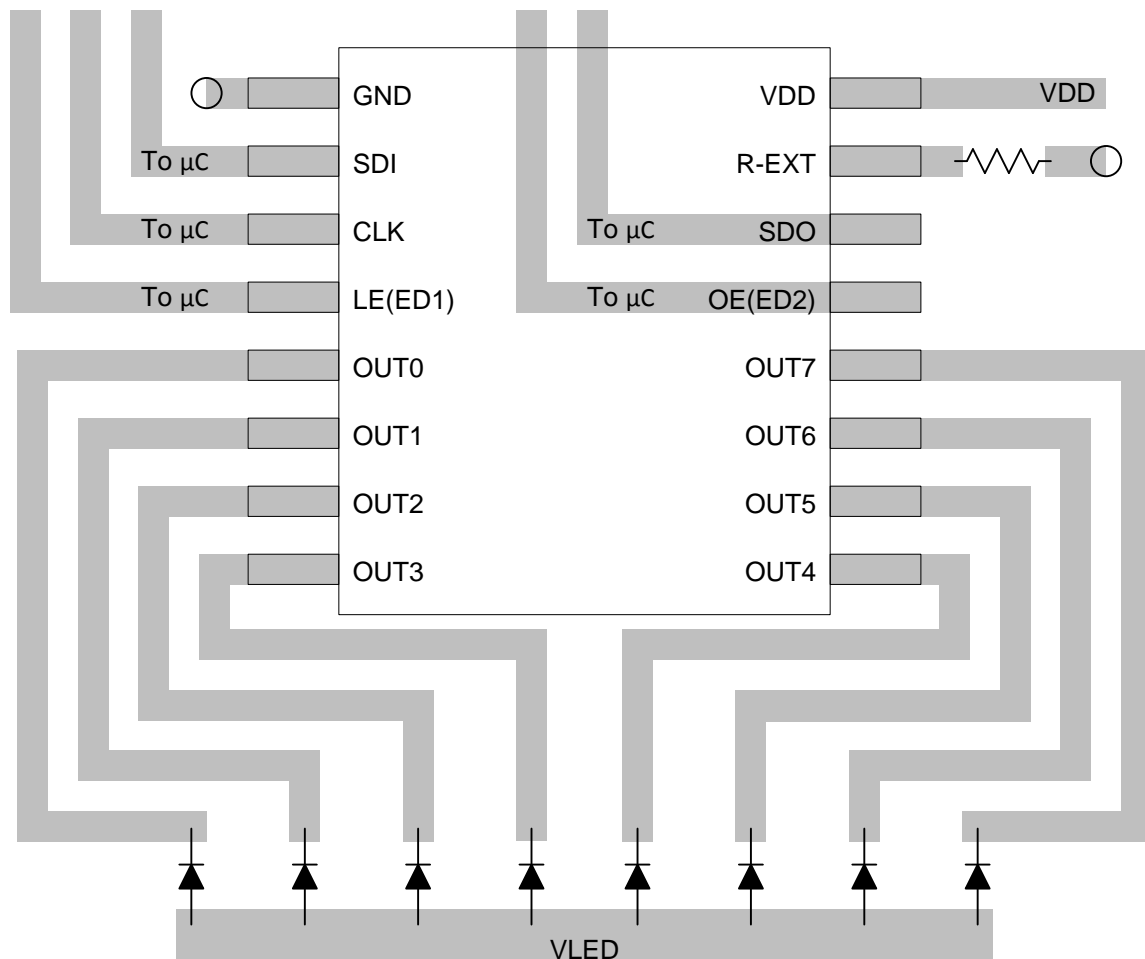 GND VDD VDD
To µC SDI R-EXT
To µC CLK To µC SDO
To µC LE(ED1) To µC OE(ED2)
OUT0 OUT7
OUT1 OUT6
OUT2 OUT5
OUT3 OUT4
VLED